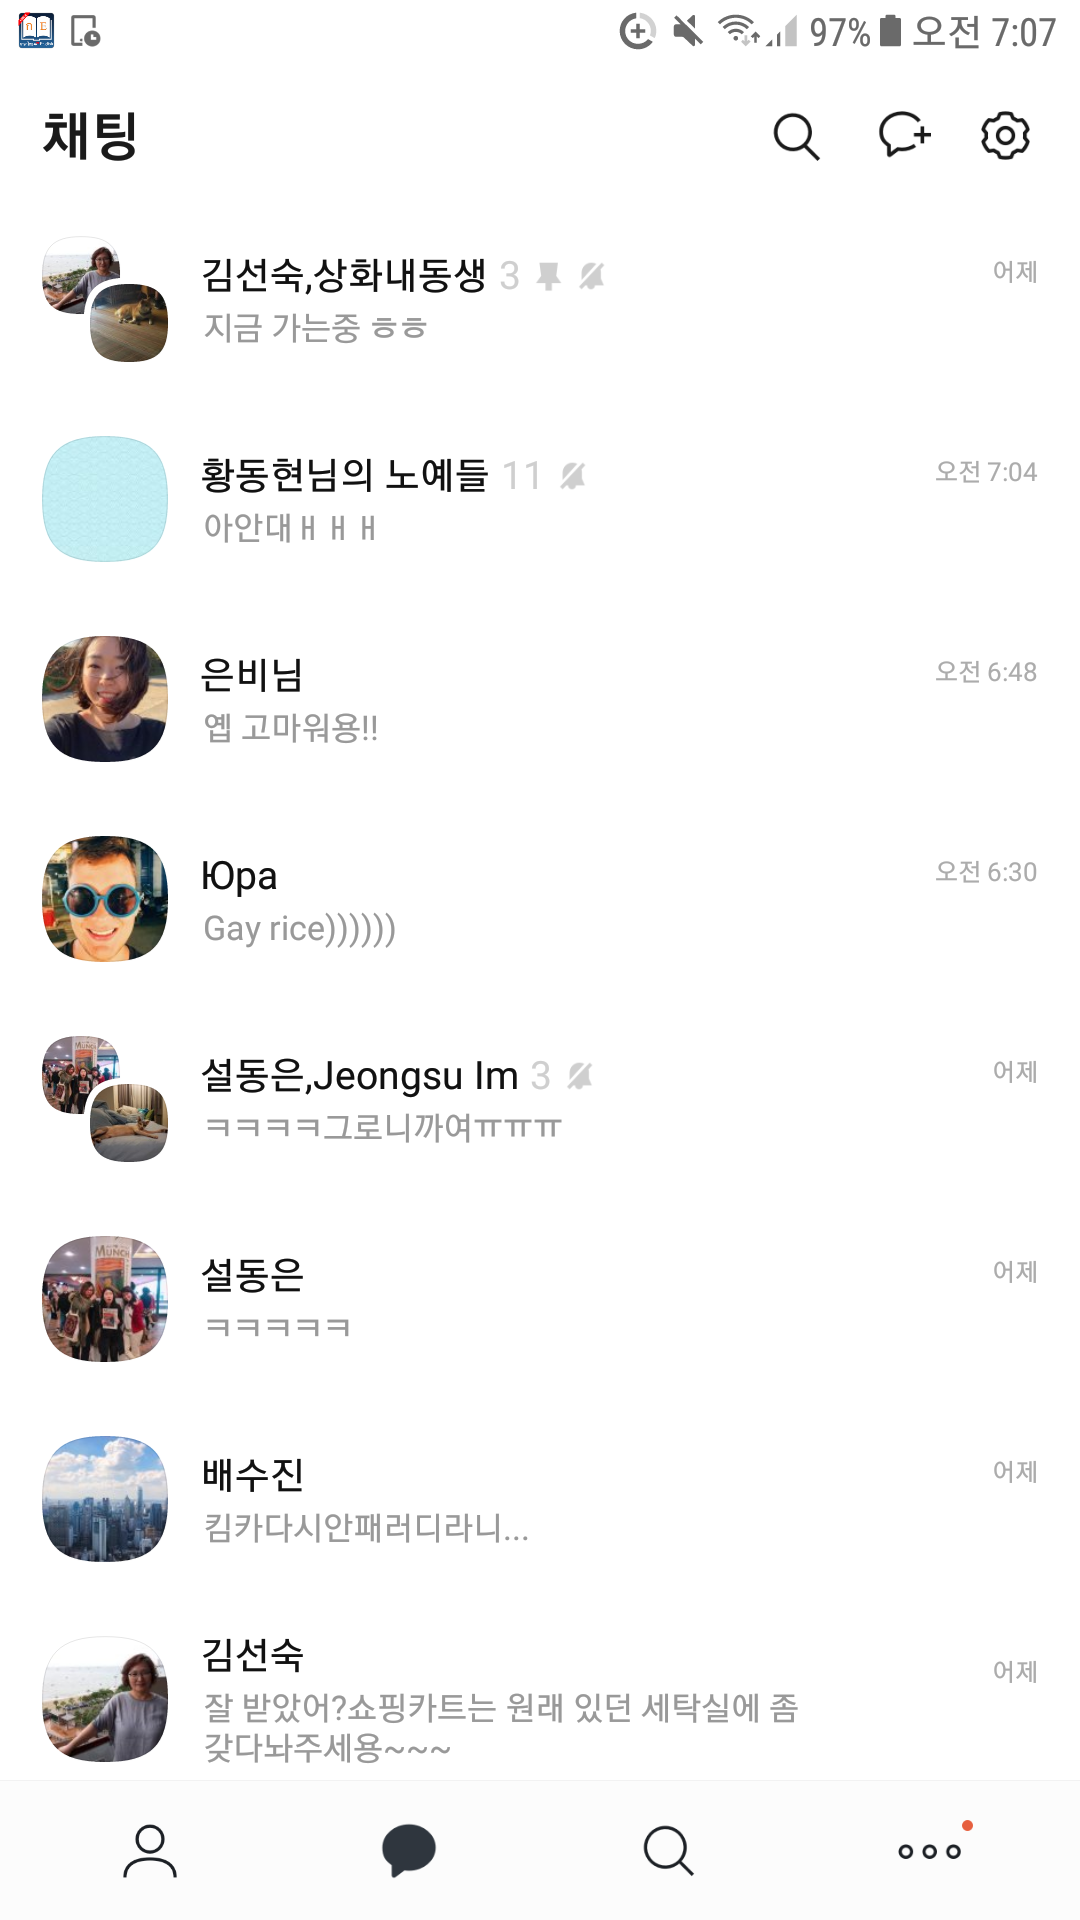 97% 오전 7:07
채팅
김선숙,상화내동생 3 어제
지금 가는중 ㅎㅎ
황동현님의 노예들 11 오전 7:04
아안대ㅐㅐㅐ
은비님 오전 6:48
옙 고마워용!!
Юра 오전 6:30
Gay rice))))))
설동은,Jeongsu Im 3 어제
ㅋㅋㅋㅋ그로니까여ㅠㅠㅠ
설동은 어제
ㅋㅋㅋㅋㅋ
MUNCH
배수진 어제
킴카다시안패러디라니...
김선숙 어제
잘 받았어?쇼핑카트는 원래 있던 세탁실에 좀
갖다놔주세용~~~